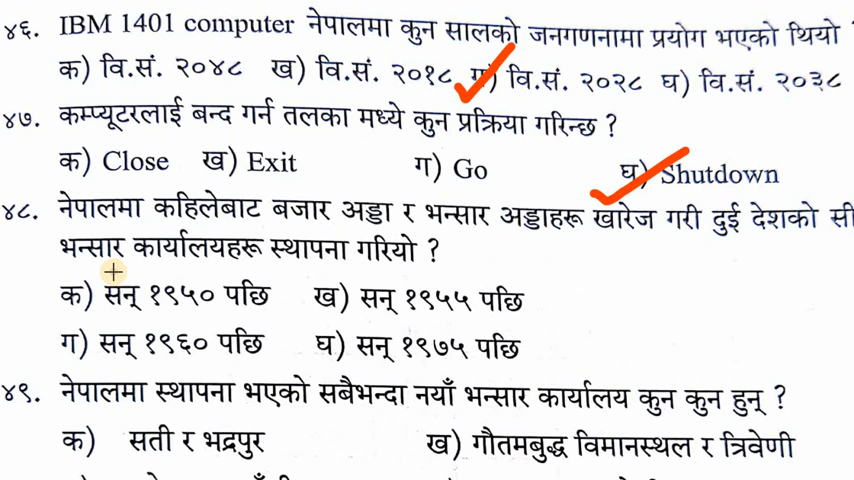 ४६. IBM 1401 computer नेपालमा कुन सालको जनगणनामा प्रयोग भएको थियो
क) वि.सं. २०४८ ख) वि.सं. २०१८ ग) वि.सं. २०२८ घ) वि.सं. २०३८
४७. कम्प्यूटरलाई बन्द गर्न तलका मध्ये कुन प्रक्रिया गरिन्छ ?
क) Close ख) Exit ग) Go घ) Shutdown
४८. नेपालमा कहिलेबाट बजार अड्डा र भन्सार अड्डाहरू खारेज गरी दुई देशको सी
भन्सार कार्यालयहरू स्थापना गरियो ?
क) सन् १९५० पछि ख) सन् १९५५ पछि
ग) सन् १९६० पछि घ) सन् १९७५ पछि
४९. नेपालमा स्थापना भएको सबैभन्दा नयाँ भन्सार कार्यालय कुन कुन हुन् ?
क) सती र भद्रपुर ख) गौतमबुद्ध विमानस्थल र त्रिवेणी